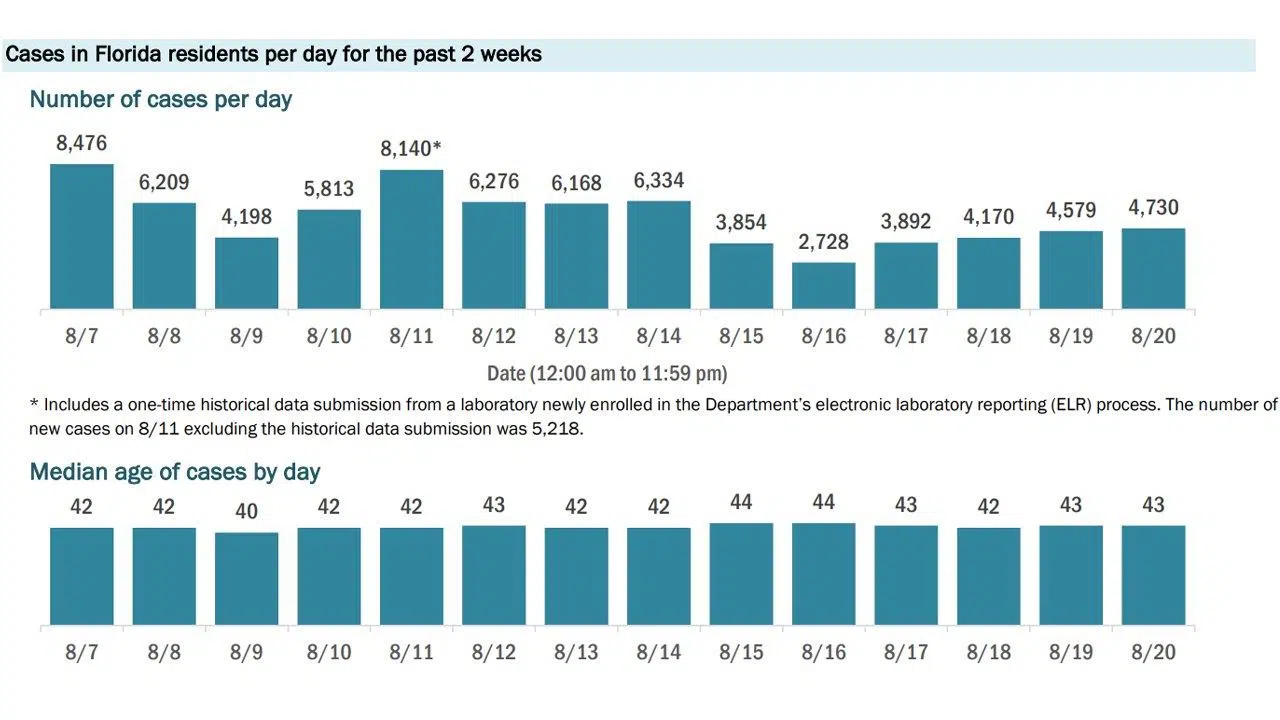 Cases in Florida residents per day for the past 2 weeks
Number of cases per day
8,476 6,209 4,198 5,813 8,140* 6,276 6,168 6,334 3,854 2,728 3,892 4,170 4,579 4,730
8/7 8/8 8/9 8/10 8/11 8/12 8/13 8/14 8/15 8/16 8/17 8/18 8/19 8/20
Date (12:00 am to 11:59 pm)
* Includes a one-time historical data submission from a laboratory newly enrolled in the Department's electronic laboratory reporting (ELR) process. The number of
new cases on 8/11 excluding the historical data submission was 5,218.
Median age of cases by day
42 42 40 42 42 43 42 42 44 44 43 42 43 43
8/7 8/8 8/9 8/10 8/11 8/12 8/13 8/14 8/15 8/16 8/17 8/18 8/19 8/20